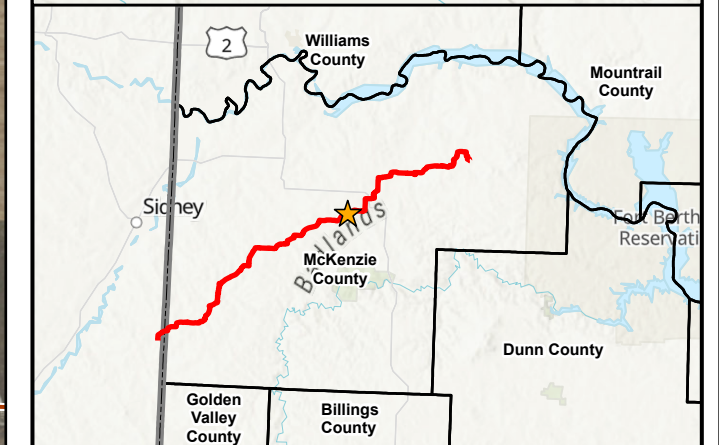 2
Williams
County
Mountrail
County
Sidney
Badlands
Fort Berth
Reservati
McKenzie
County
Dunn County
Golden
Valley
County
Billings
County